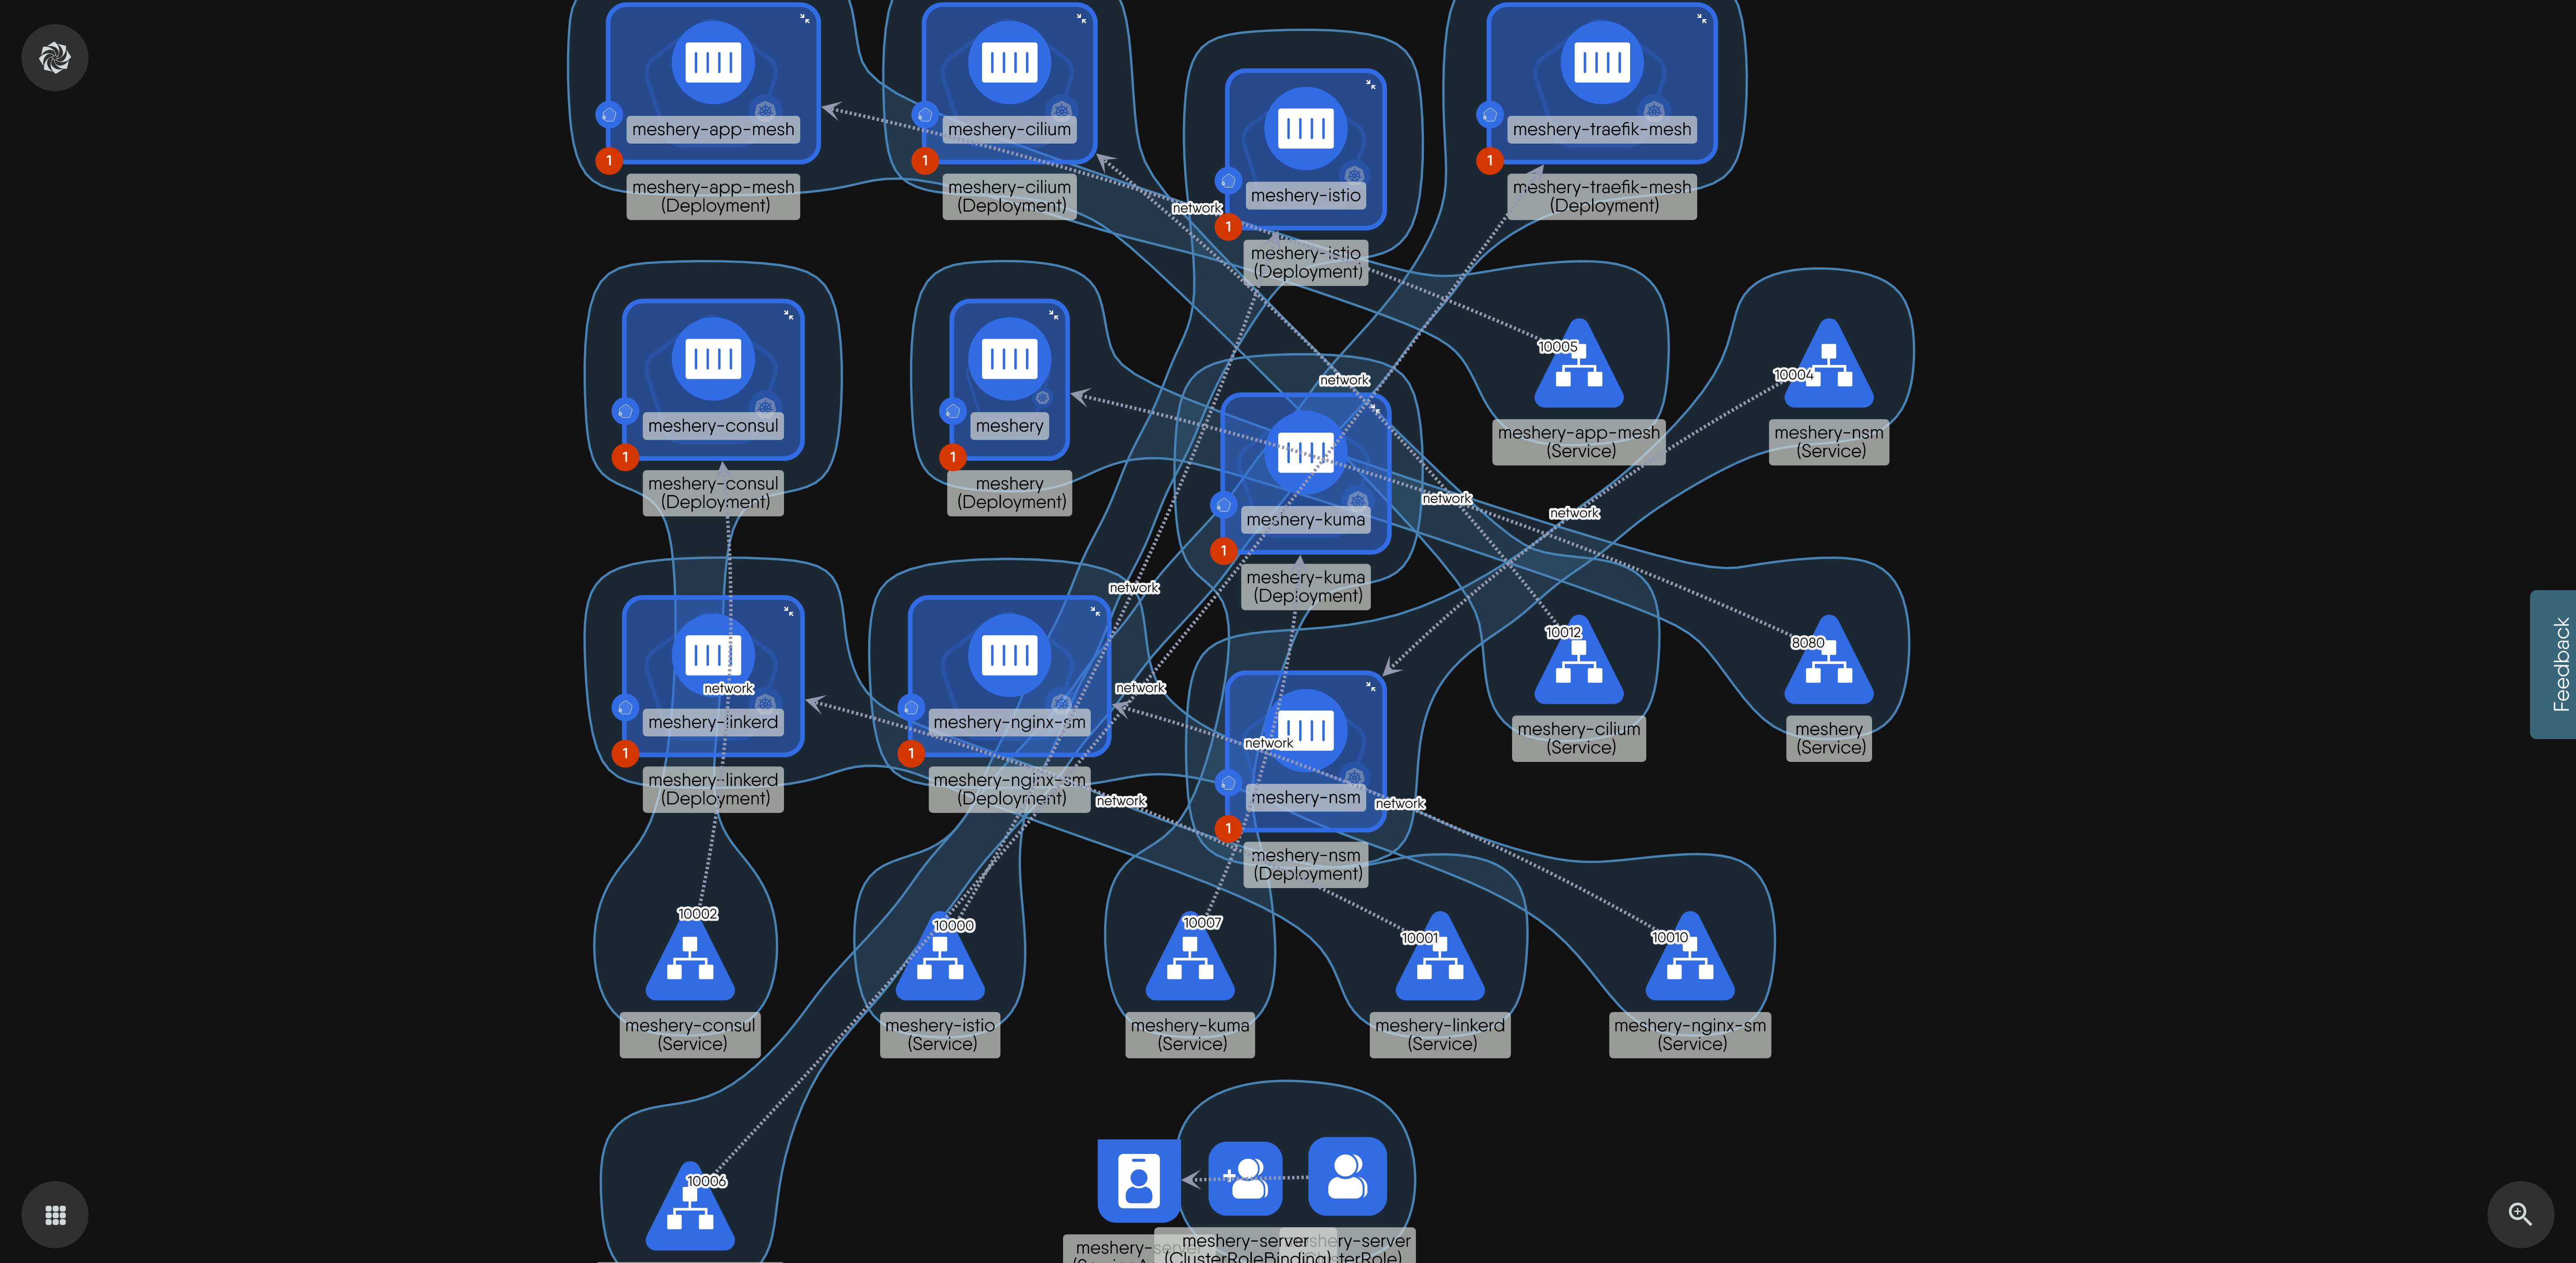 meshery-app-mesh
1
meshery-app-mesh
(Deployment)
meshery-cilium
1
meshery-cilium
(Deployment)
meshery-istio
1
meshery-istio
(Deployment)
meshery-traefik-mesh
1
meshery-traefik-mesh
(Deployment)
network
meshery-consul
1
meshery-consul
(Deployment)
meshery
1
meshery
(Deployment)
network
meshery-kuma
1
meshery-kuma
(Deployment)
10005
meshery-app-mesh
(Service)
10004
meshery-nsm
(Service)
network
network
network
meshery-linkerd
network
1
meshery-linkerd
(Deployment)
meshery-nginx-sm
1
meshery-nginx-sm
(Deployment)
network
network
network
meshery-nsm
1
meshery-nsm
(Deployment)
network
network
10012
meshery-cilium
(Service)
8080
meshery
(Service)
Feedback
10002
meshery-consul
(Service)
10000
meshery-istio
(Service)
10007
meshery-kuma
(Service)
10001
meshery-linkerd
(Service)
10010
meshery-nginx-sm
(Service)
10006
meshery-server
meshery-server
(ClusterRoleBinding)